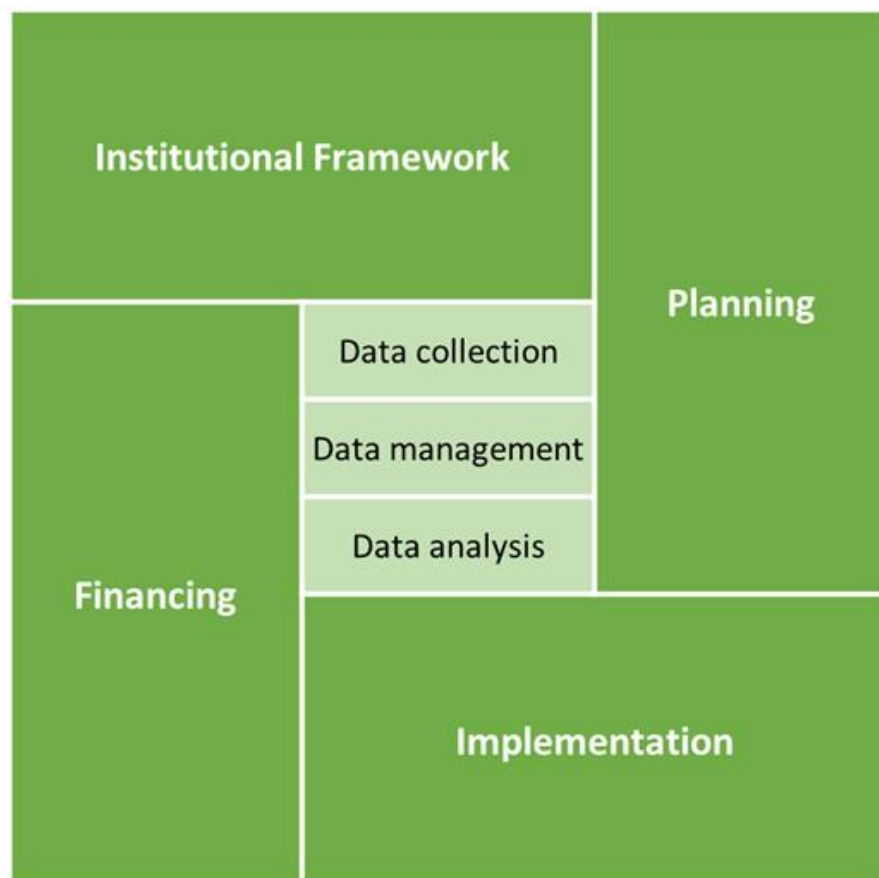 Institutional Framework
Planning
Data collection
Data management
Data analysis
Financing
Implementation